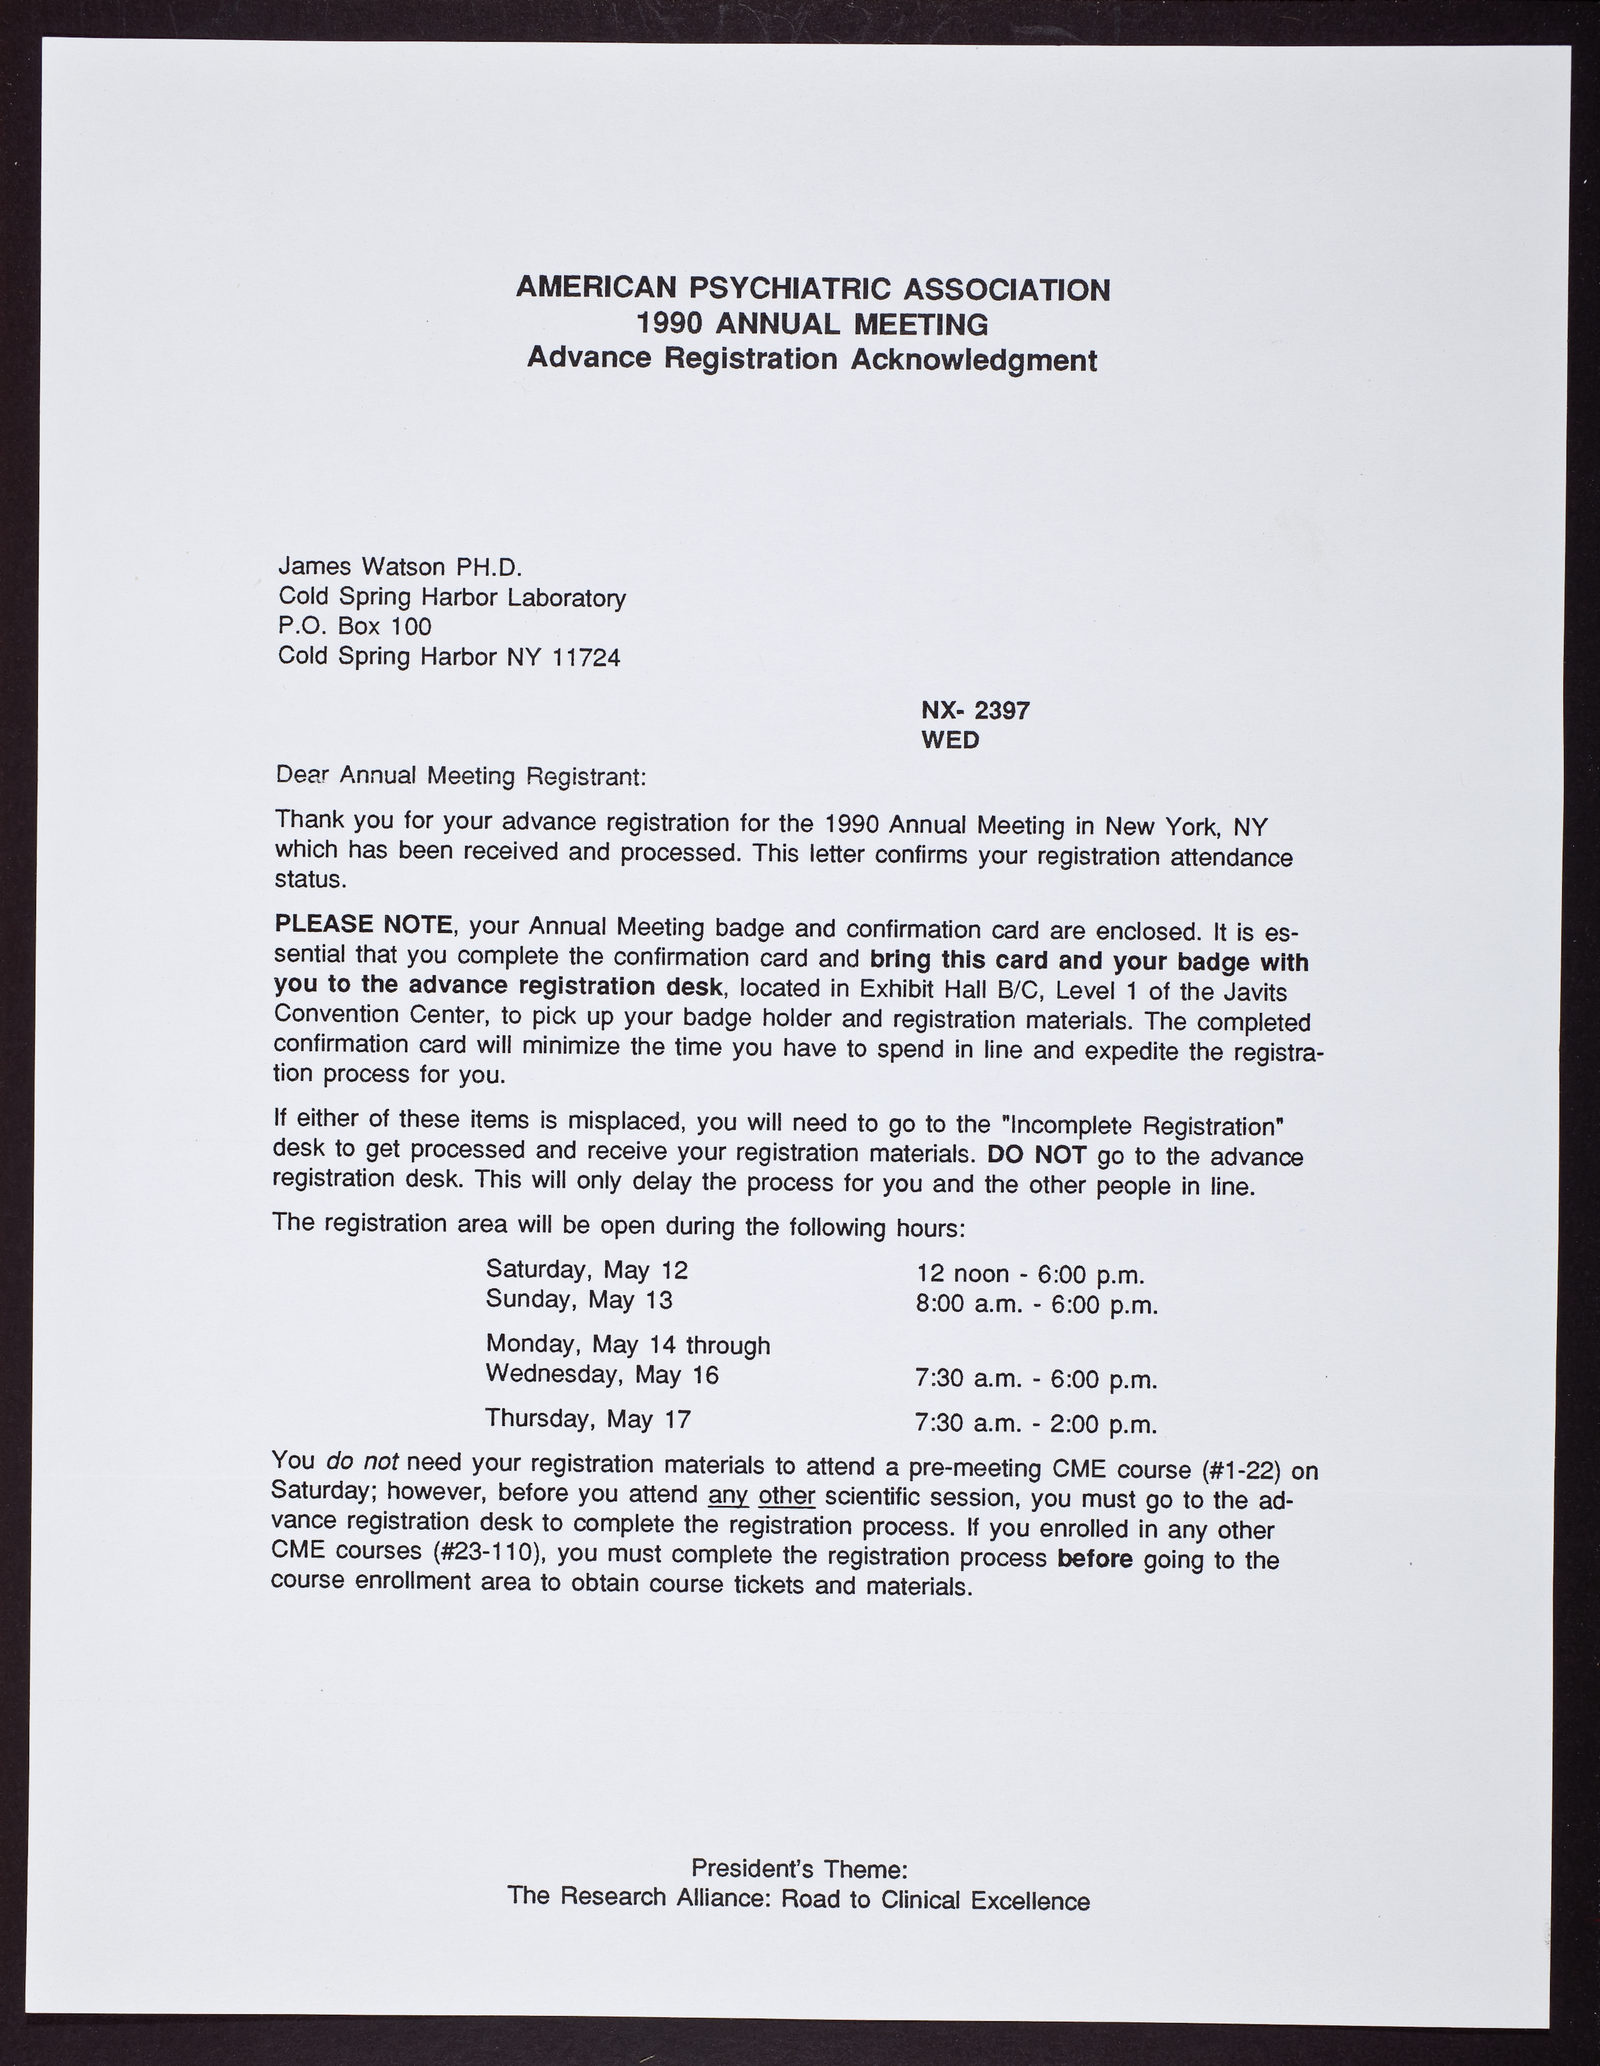 AMERICAN PSYCHIATRIC ASSOCIATION
1990 ANNUAL MEETING
Advance Registration Acknowledgment
James Watson PH.D.
Cold Spring Harbor Laboratory
P.O. Box 100
Cold Spring Harbor NY 11724
NX- 2397
WED
Dear Annual Meeting Registrant:
Thank you for your advance registration for the 1990 Annual Meeting in New York, NY
which has been received and processed. This letter confirms your registration attendance
status.
PLEASE NOTE, your Annual Meeting badge and confirmation card are enclosed. It is es-
sential that you complete the confirmation card and bring this card and your badge with
you to the advance registration desk, located in Exhibit Hall B/C, Level 1 of the Javits
Convention Center, to pick up your badge holder and registration materials. The completed
confirmation card will minimize the time you have to spend in line and expedite the registra-
tion process for you.
If either of these items is misplaced, you will need to go to the "Incomplete Registration"
desk to get processed and receive your registration materials. DO NOT go to the advance
registration desk. This will only delay the process for you and the other people in line.
The registration area will be open during the following hours:
Saturday, May 12 12 noon - 6:00 p.m.
Sunday, May 13 8:00 a.m. - 6:00 p.m.
Monday, May 14 through
Wednesday, May 16 7:30 a.m. - 6:00 p.m.
Thursday, May 17 7:30 a.m. - 2:00 p.m.
You do not need your registration materials to attend a pre-meeting CME course (#1-22) on
Saturday; however, before you attend any other scientific session, you must go to the ad-
vance registration desk to complete the registration process. If you enrolled in any other
CME courses (#23-110), you must complete the registration process before going to the
course enrollment area to obtain course tickets and materials.
President's Theme:
The Research Alliance: Road to Clinical Excellence